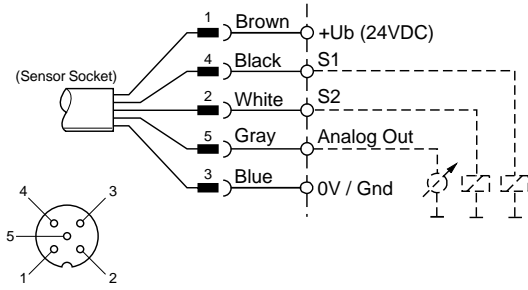 1 Brown +Ub (24VDC)
(Sensor Socket)
4 Black S1
2 White S2
5 Gray Analog Out
3 Blue 0V / Gnd
4 3
5
1 2